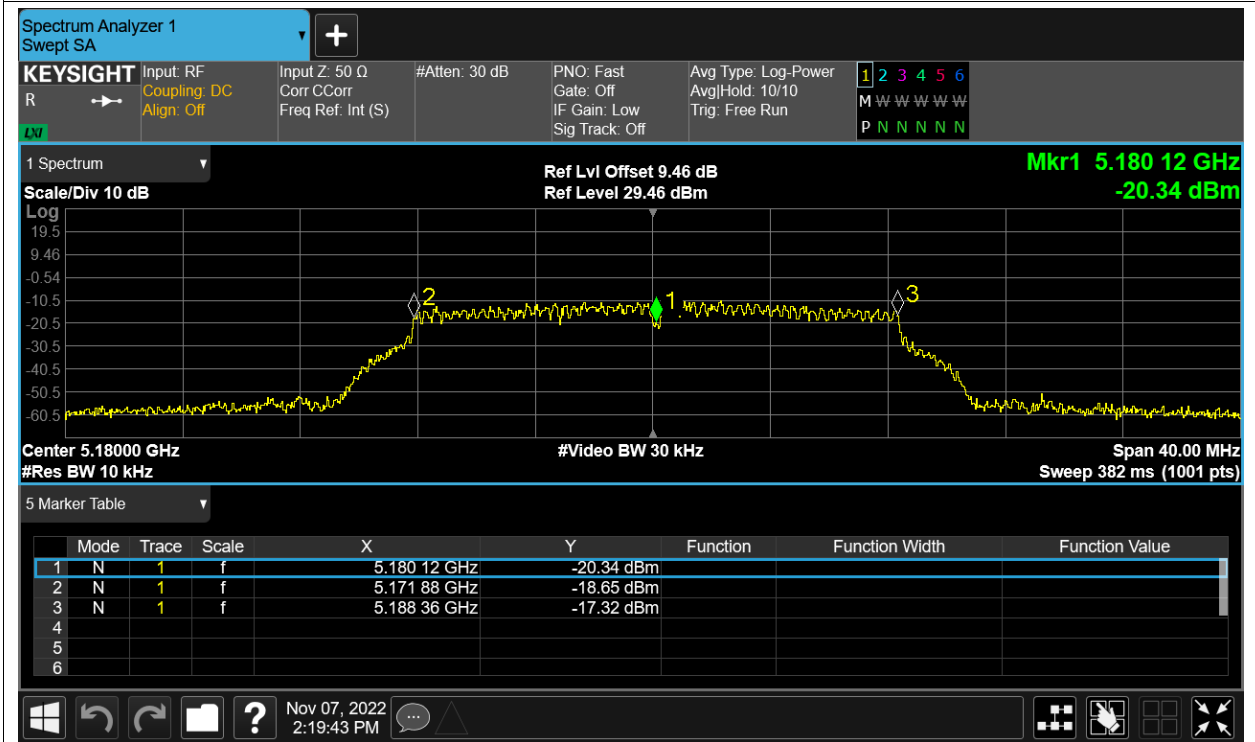 Spectrum Analyzer 1
Swept SA
+
KEYSIGHT Input: RF Input Z: 50 Ω #Atten: 30 dB PNO: Fast Avg Type: Log-Power 1 2 3 4 5 6
R Coupling: DC Corr CCorr Gate: Off Avg|Hold: 10/10 M W W W W W
Align: Off Freq Ref: Int (S) IF Gain: Low Trig: Free Run P N N N N N
LXI Sig Track: Off
1 Spectrum Ref Lvl Offset 9.46 dB Mkr1 5.180 12 GHz
Scale/Div 10 dB Ref Level 29.46 dBm -20.34 dBm
Log
19.5
9.46
-0.54
-10.5 2 1 3
-20.5
-30.5
-40.5
-50.5
-60.5
Center 5.18000 GHz #Video BW 30 kHz Span 40.00 MHz
#Res BW 10 kHz Sweep 382 ms (1001 pts)
5 Marker Table
Mode Trace Scale X Y Function Function Width Function Value
1 N 1 f 5.180 12 GHz -20.34 dBm
2 N 1 f 5.171 88 GHz -18.65 dBm
3 N 1 f 5.188 36 GHz -17.32 dBm
4
5
6
? Nov 07, 2022
2:19:43 PM